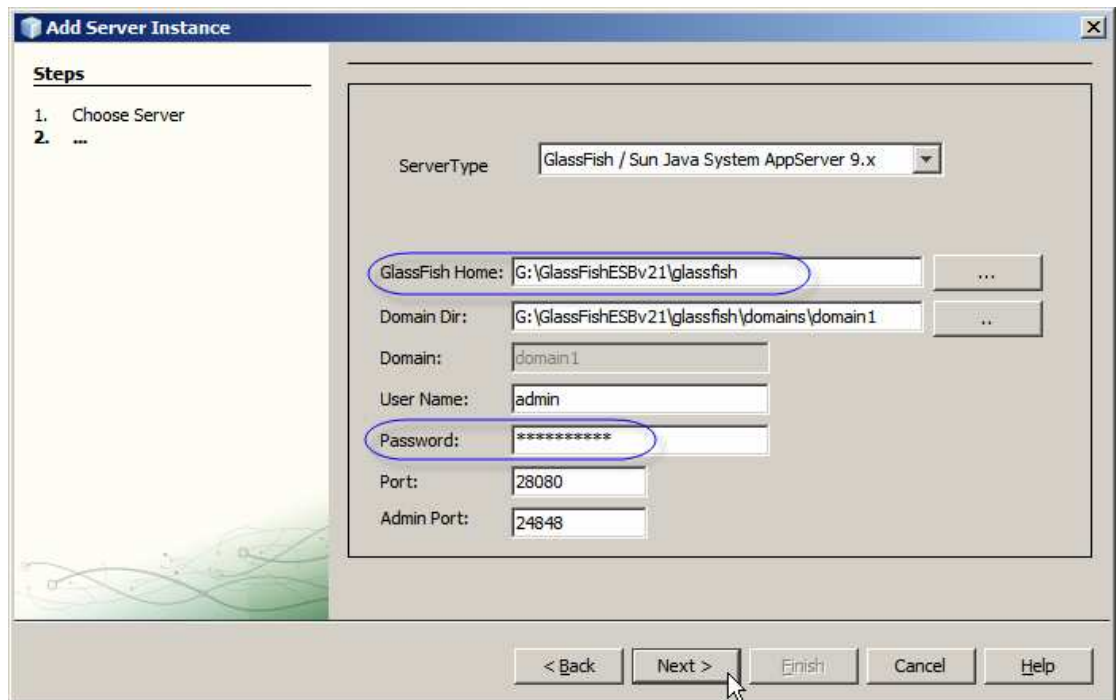 Add Server Instance
Steps
1. Choose Server
2. ...
ServerType GlassFish / Sun Java System AppServer 9.x
GlassFish Home: G:\GlassFishESBv21\glassfish ...
Domain Dir: G:\GlassFishESBv21\glassfish\domains\domain1 ..
Domain: domain1
User Name: admin
Password: **********
Port: 28080
Admin Port: 24848
< Back Next > Finish Cancel Help